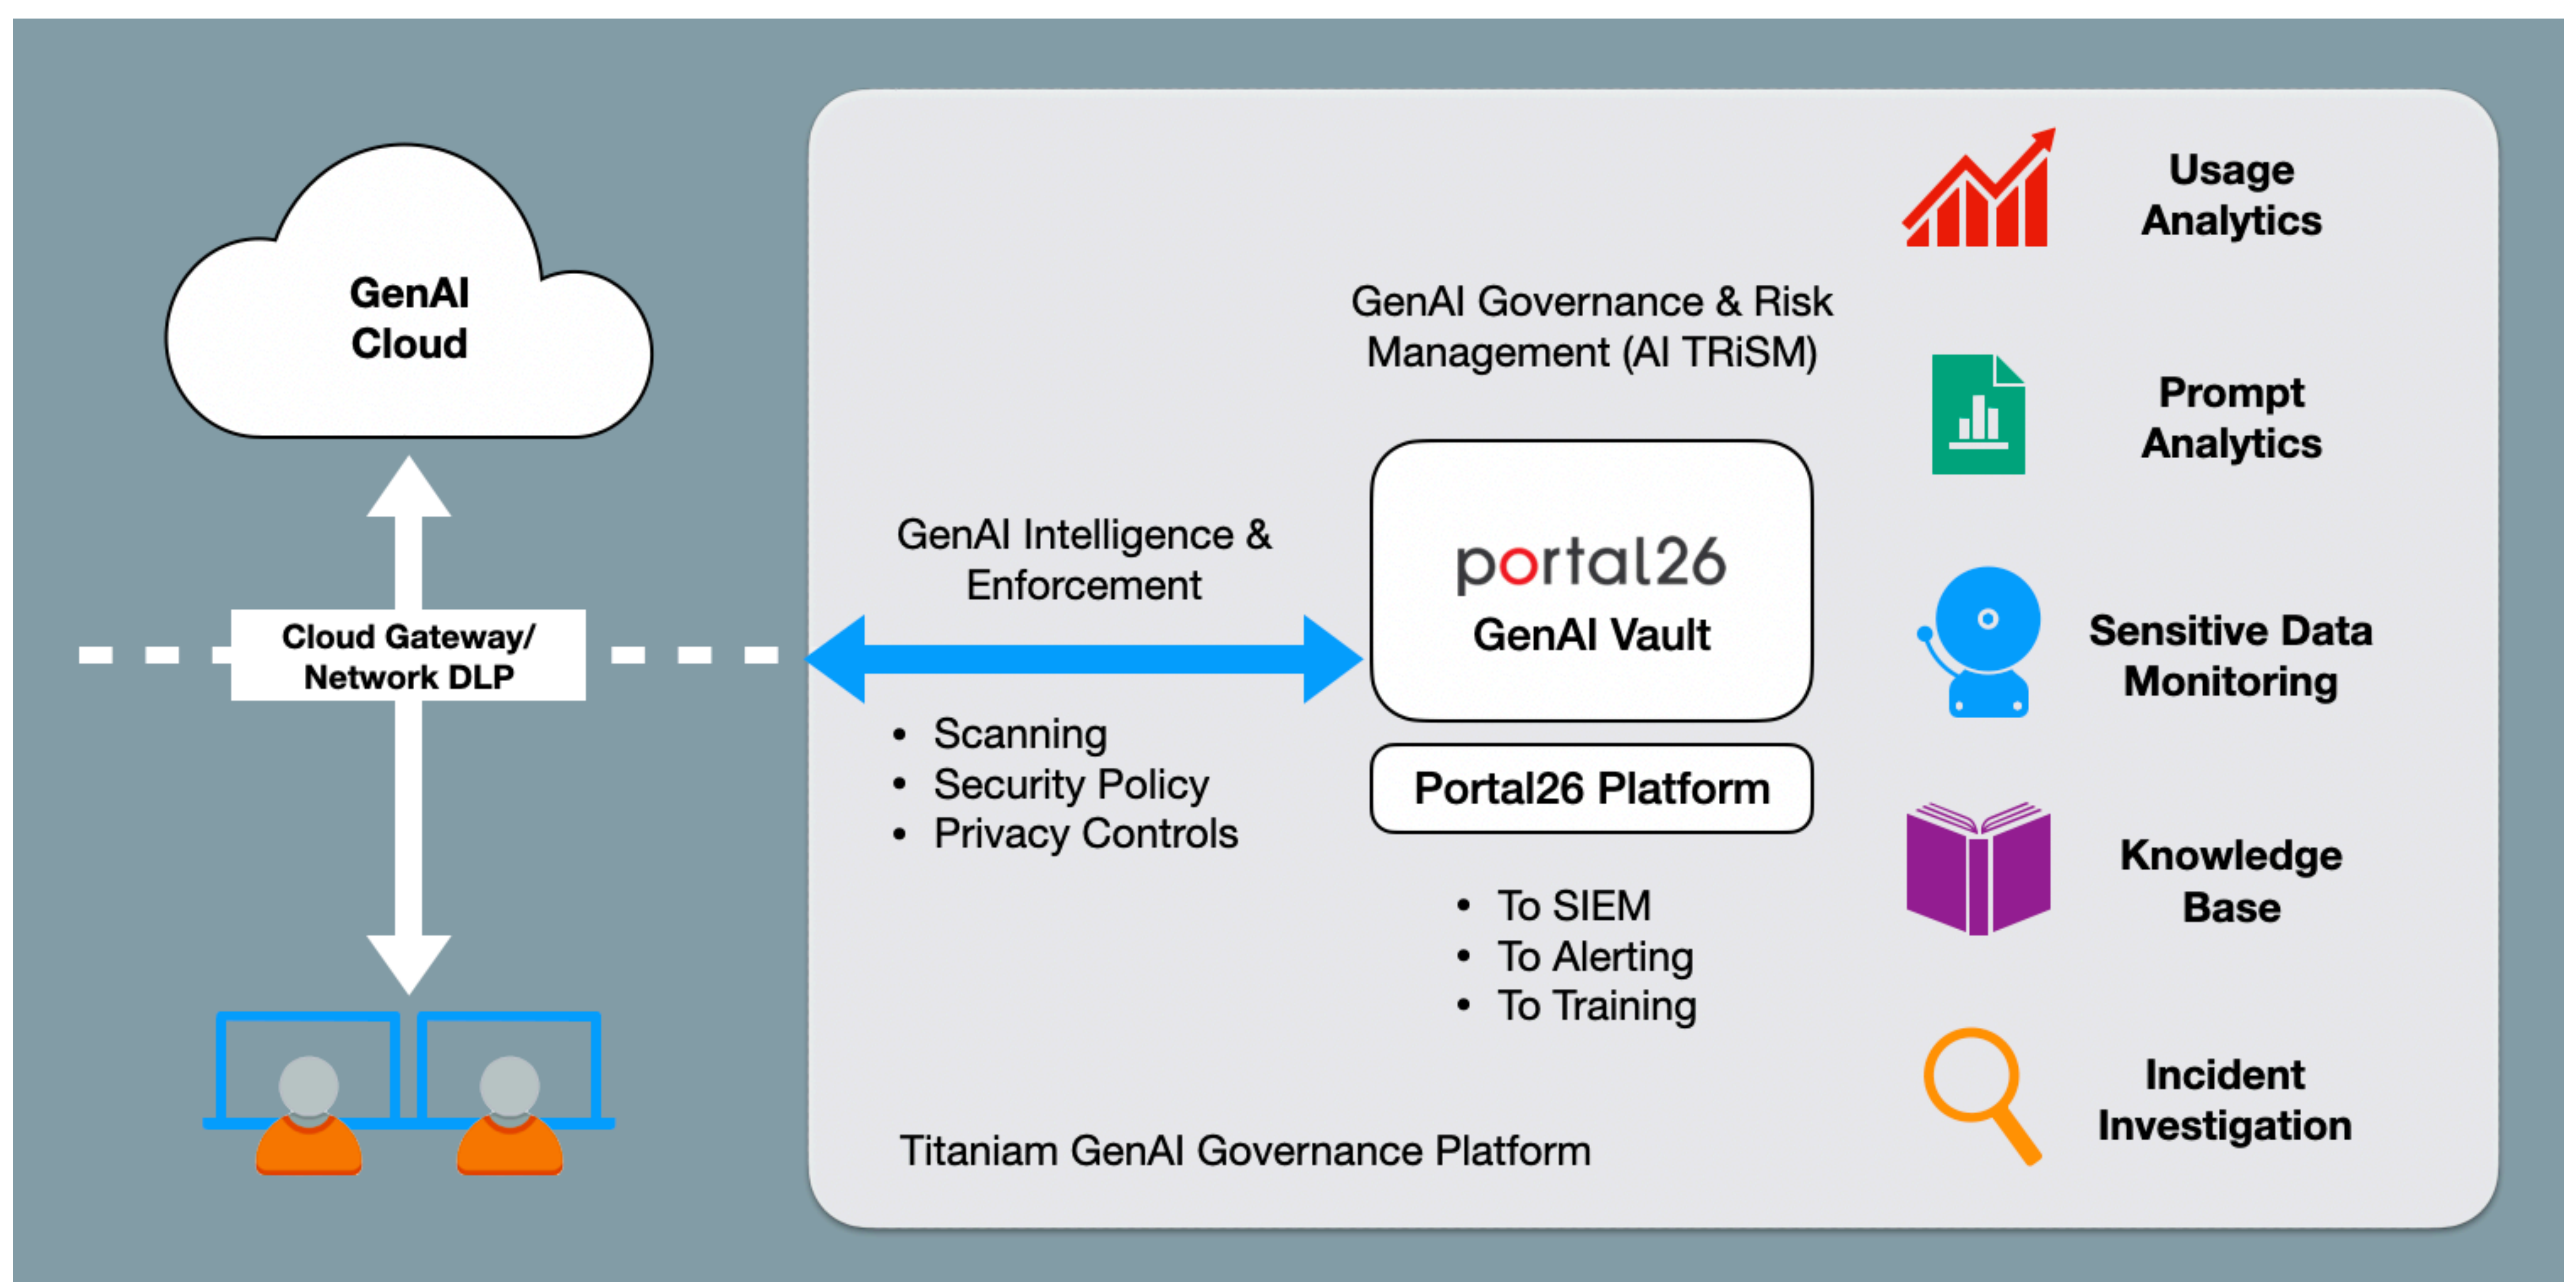 GenAI
Cloud
Cloud Gateway/
Network DLP
GenAI Intelligence &
Enforcement
• Scanning
• Security Policy
• Privacy Controls
GenAI Governance & Risk
Management (AI TRiSM)
portal26
GenAI Vault
Portal26 Platform
• To SIEM
• To Alerting
• To Training
Titaniam GenAI Governance Platform
Usage
Analytics
Prompt
Analytics
Sensitive Data
Monitoring
Knowledge
Base
Incident
Investigation